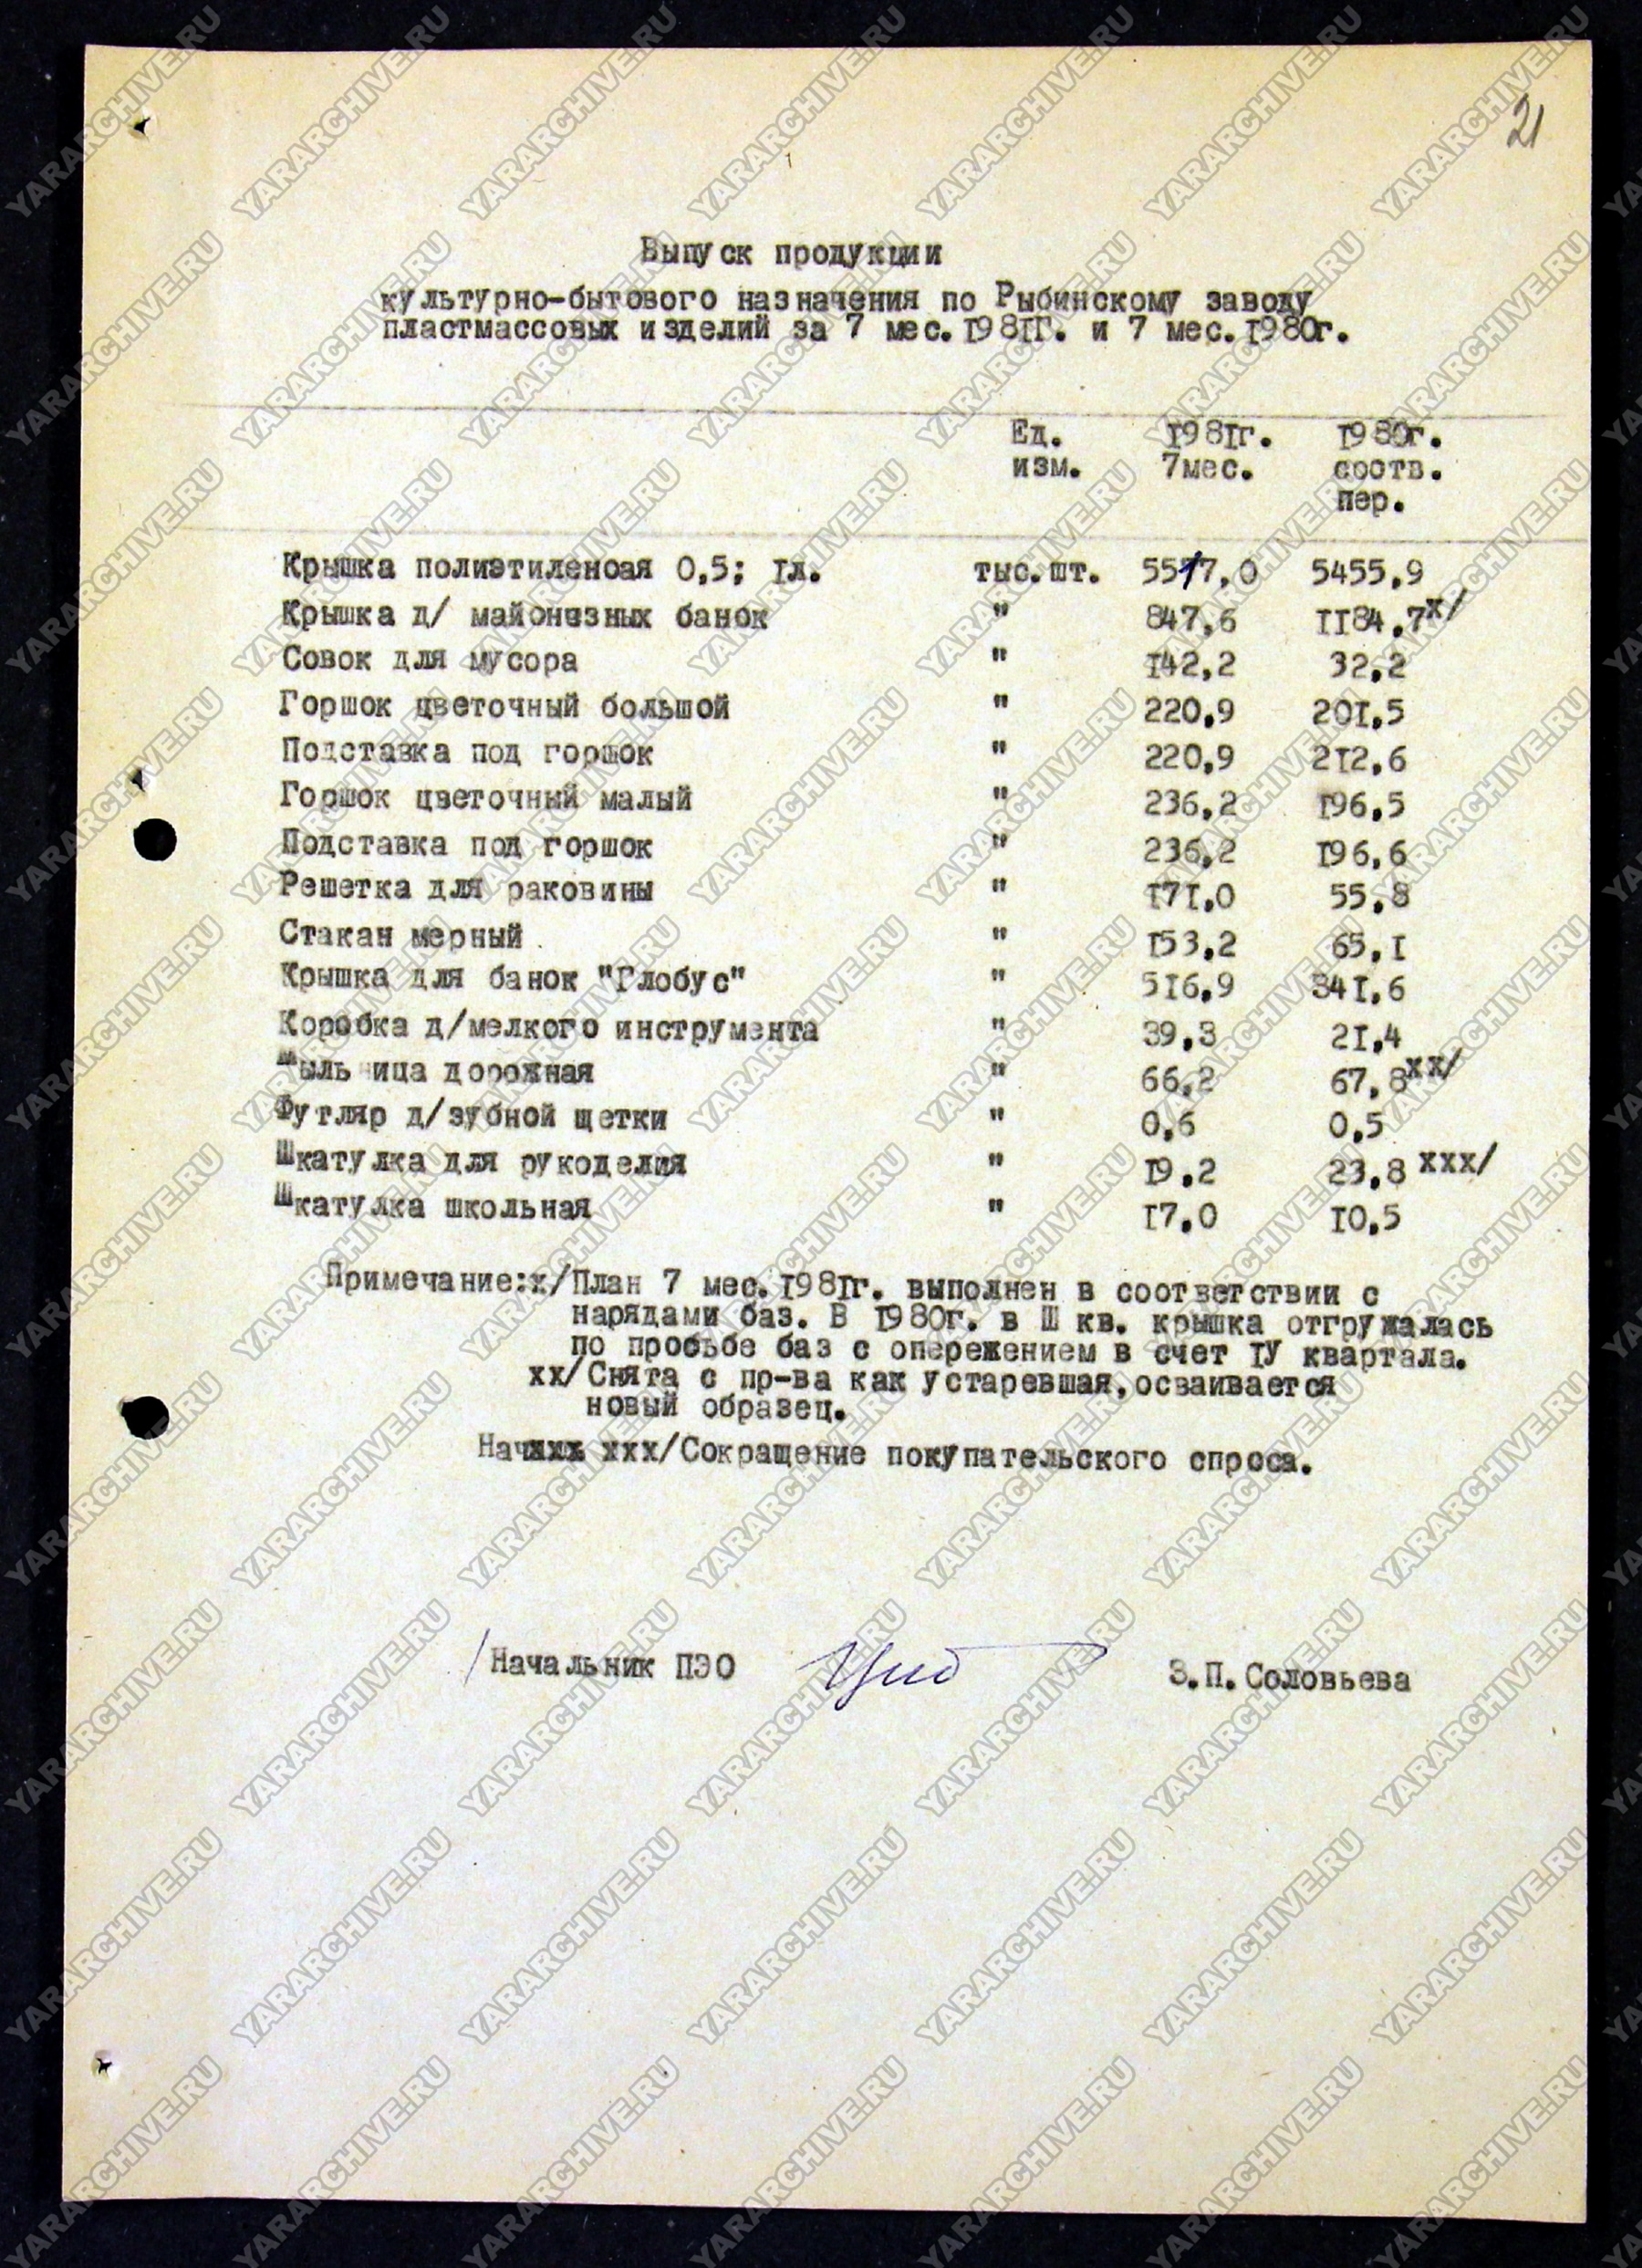 21
Выпуск продукции
культурно-бытового назначения по Рыбинскому заводу
пластмассовых изделий за 7 мес.1981г. и 7 мес.1980г.
Ед. 1981г. 1980г.
изм. 7мес. соотв.
пер.
Крышка полиэтиленоая 0,5; 1л. тыс.шт. 5517,0 5455,9
Крышка д/ майонезных банок " 847,6 1184,7х/
Совок для мусора " 142,2 32,2
Горшок цветочный большой " 220,9 201,5
Подставка под горшок " 220,9 212,6
Горшок цветочный малый " 236,2 196,5
Подставка под горшок " 236,2 196,6
Решетка для раковины " 171,0 55,8
Стакан мерный " 153,2 65,1
Крышка для банок "Глобус" " 516,9 341,6
Коробка д/мелкого инструмента " 39,3 21,4
Мыльница дорожная " 66,2 67,8хх/
Футляр д/зубной щетки " 0,6 0,5
Шкатулка для рукоделия " 19,2 23,8 ххх/
Шкатулка школьная " 17,0 10,5
Примечание:х/План 7 мес.1981г. выполнен в соответствии с
нарядами баз. В 1980г. в Ш кв. крышка отгружалась
по просьбе баз с опережением в счет 1У квартала.
хх/Снята с пр-ва как устаревшая,осваивается
новый образец.
Начххх ххх/Сокращение покупательского спроса.
Начальник ПЭО З.П.Соловьева
YARARCHIVE.RU